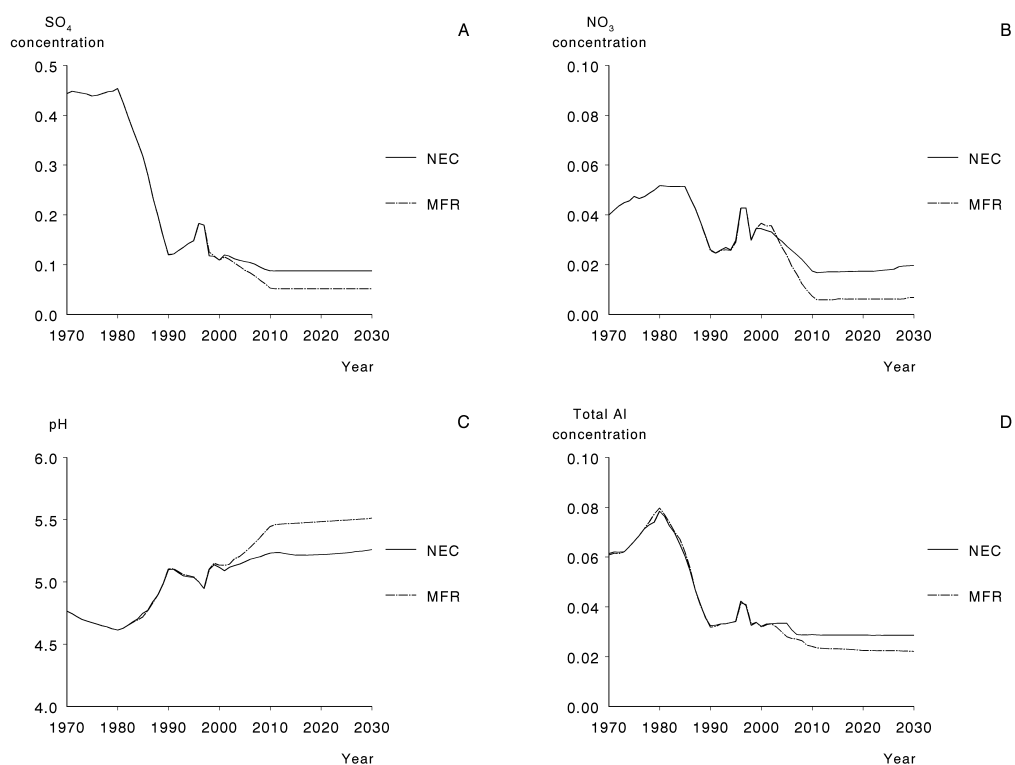 SO4
concentration
A
0.5
0.4
0.3
0.2
0.1
0.0
1970 1980 1990 2000 2010 2020 2030
Year
NEC
MFR
NO3
concentration
B
0.10
0.08
0.06
0.04
0.02
0.00
1970 1980 1990 2000 2010 2020 2030
Year
NEC
MFR
pH
C
6.0
5.5
5.0
4.5
4.0
1970 1980 1990 2000 2010 2020 2030
Year
NEC
MFR
Total Al
concentration
D
0.10
0.08
0.06
0.04
0.02
0.00
1970 1980 1990 2000 2010 2020 2030
Year
NEC
MFR